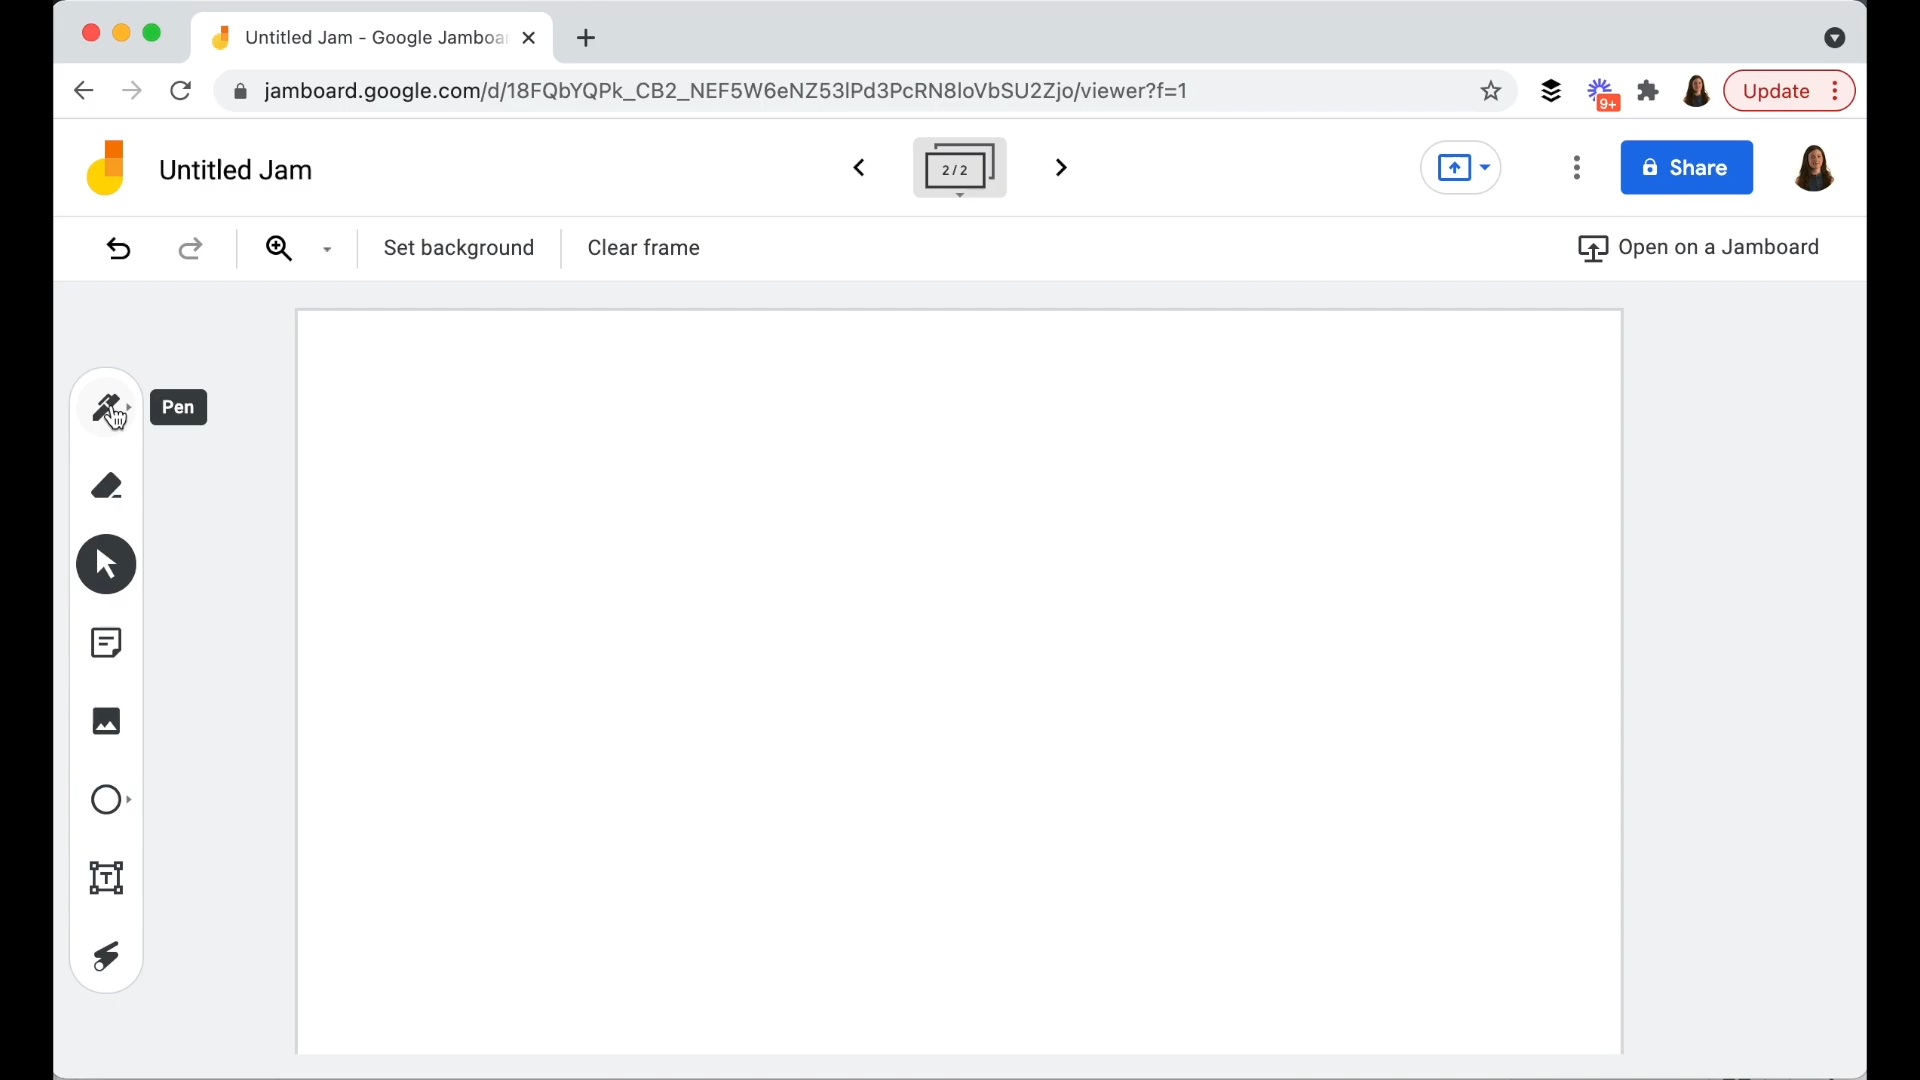 Untitled Jam - Google Jamboa
jamboard.google.com/d/18FQbYQPk_CB2_NEF5W6eNZ53lPd3PcRN8loVbSU2Zjo/viewer?f=1
9+
Update
Untitled Jam
2 / 2
Share
Set background
Clear frame
Open on a Jamboard
Pen
T